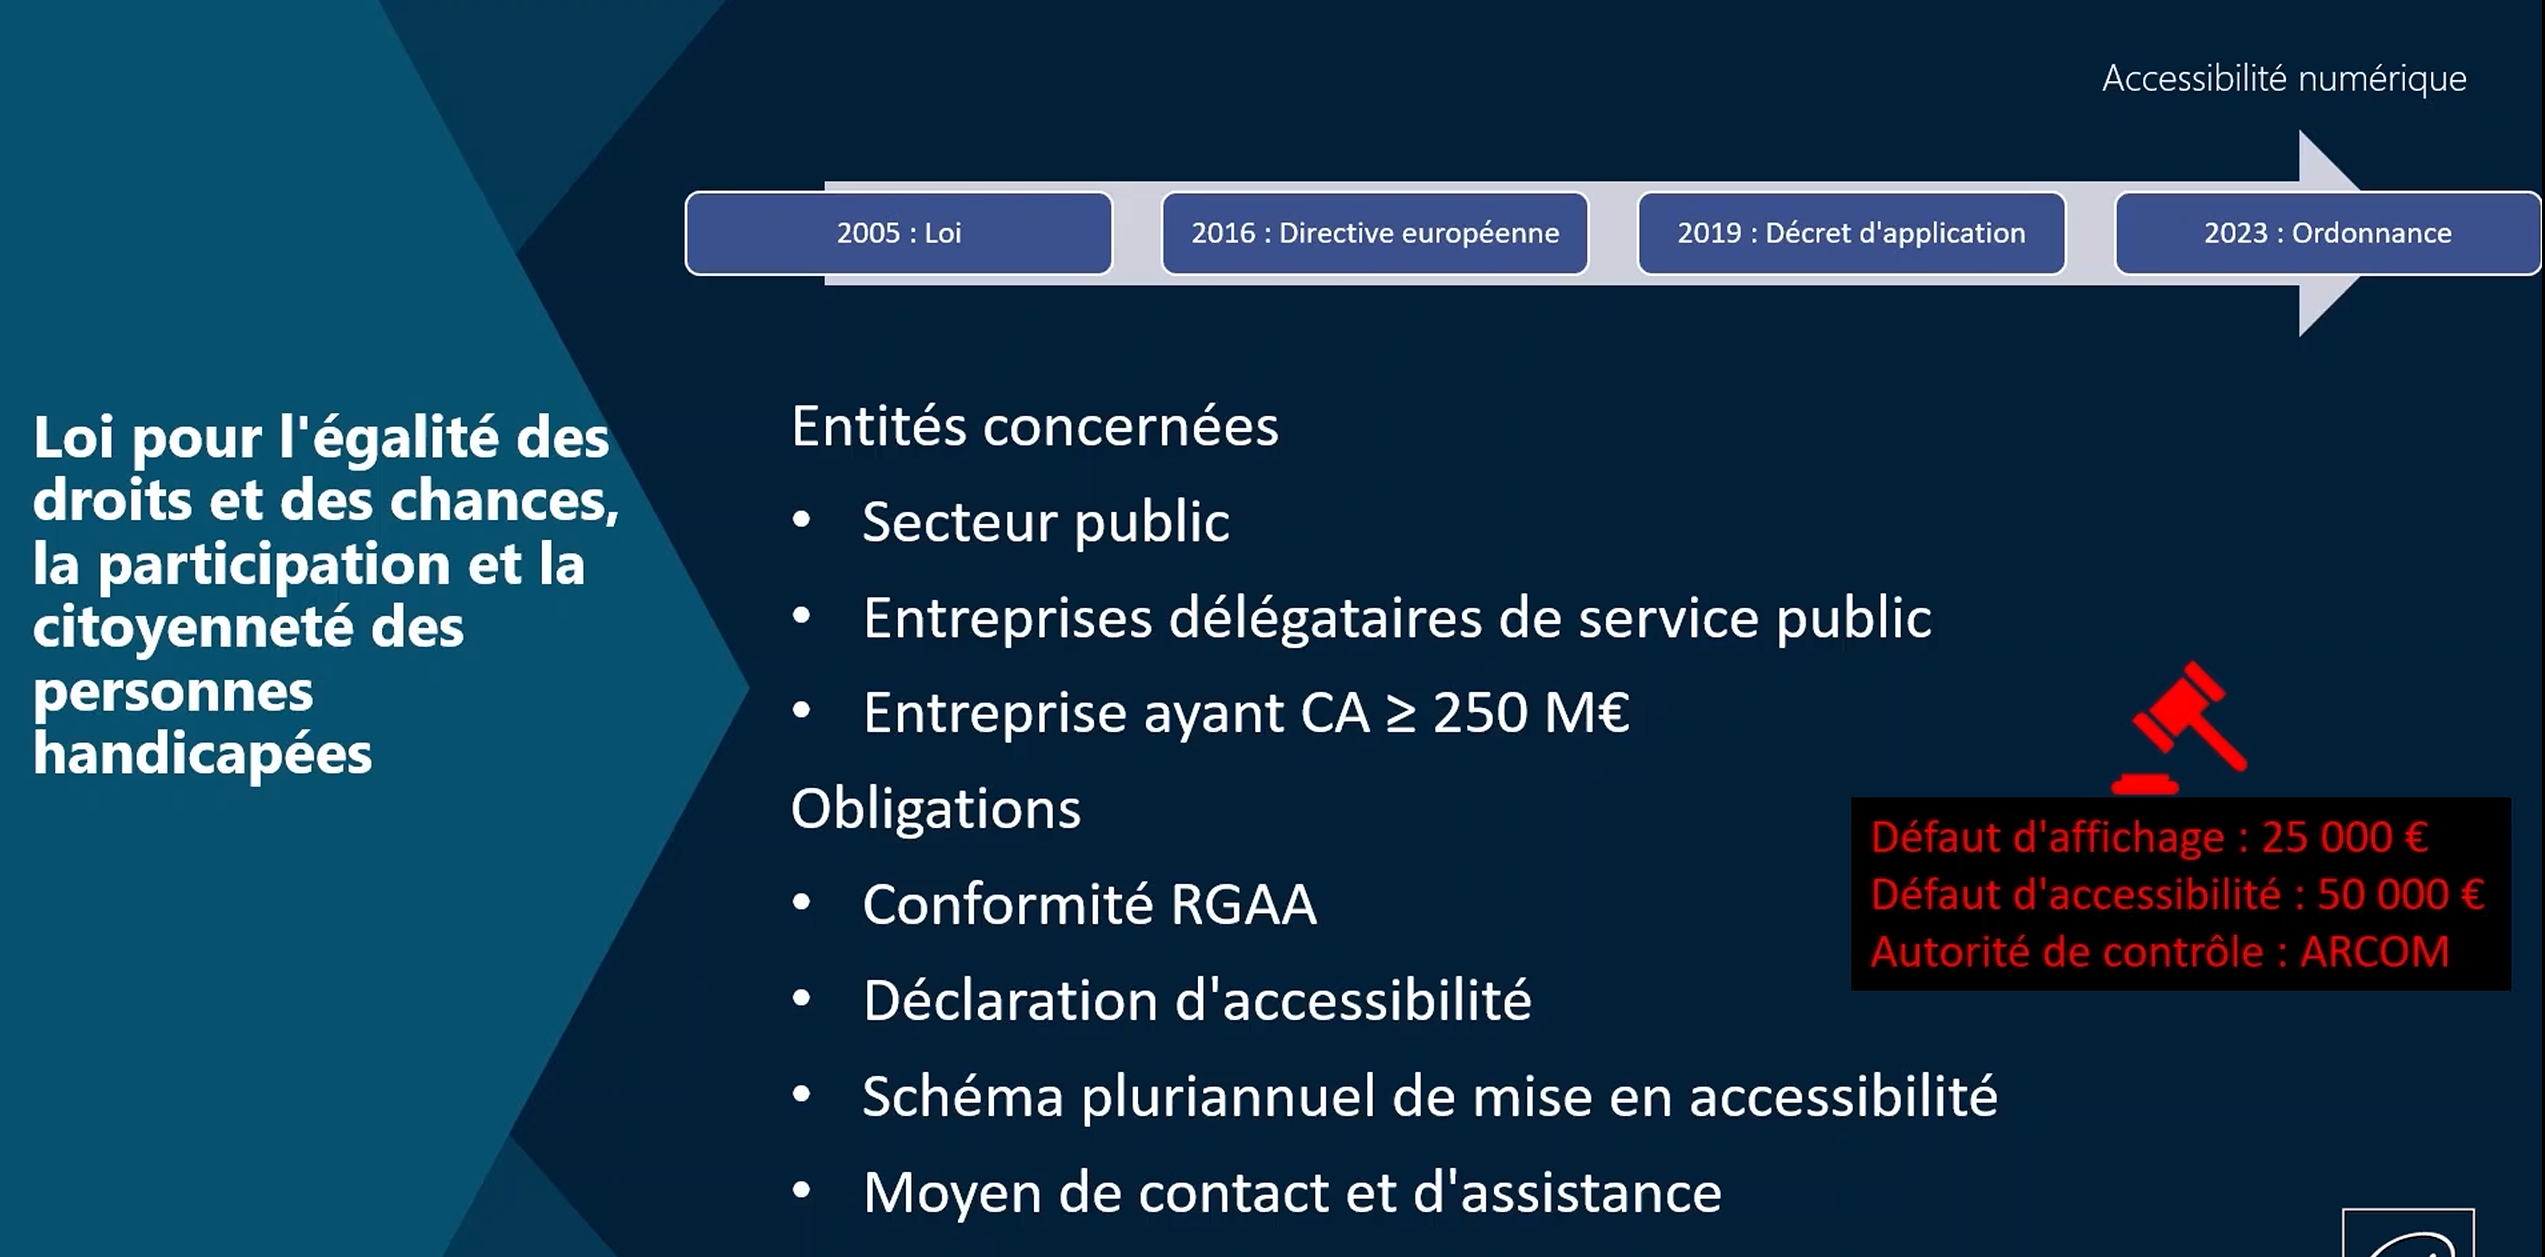 Accessibilité numérique
2005 : Loi
2016 : Directive européenne
2019 : Décret d'application
2023 : Ordonnance
Loi pour l'égalité des
droits et des chances,
la participation et la
citoyenneté des
personnes
handicapées
Entités concernées
• Secteur public
• Entreprises délégataires de service public
• Entreprise ayant CA ≥ 250 M€
Obligations
• Conformité RGAA
• Déclaration d'accessibilité
• Schéma pluriannuel de mise en accessibilité
• Moyen de contact et d'assistance
Défaut d'affichage : 25 000 €
Défaut d'accessibilité : 50 000 €
Autorité de contrôle : ARCOM